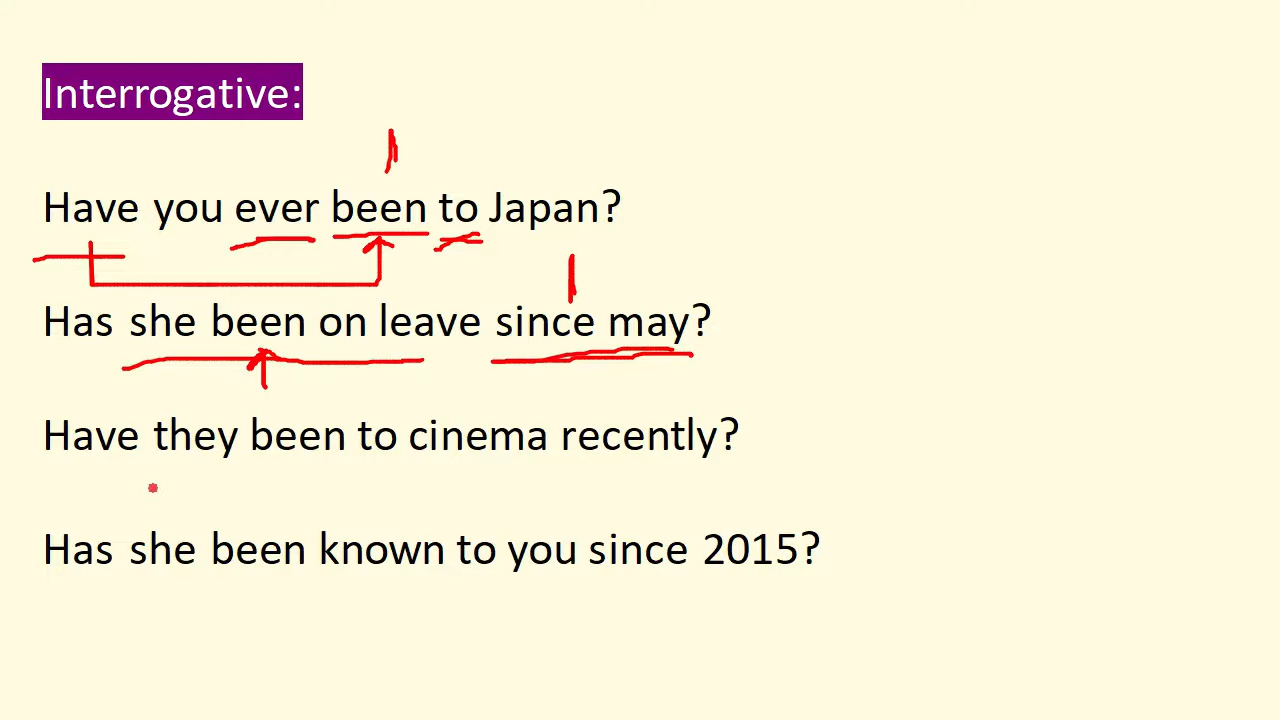 Interrogative:
Have you ever been to Japan?
Has she been on leave since may?
Have they been to cinema recently?
Has she been known to you since 2015?